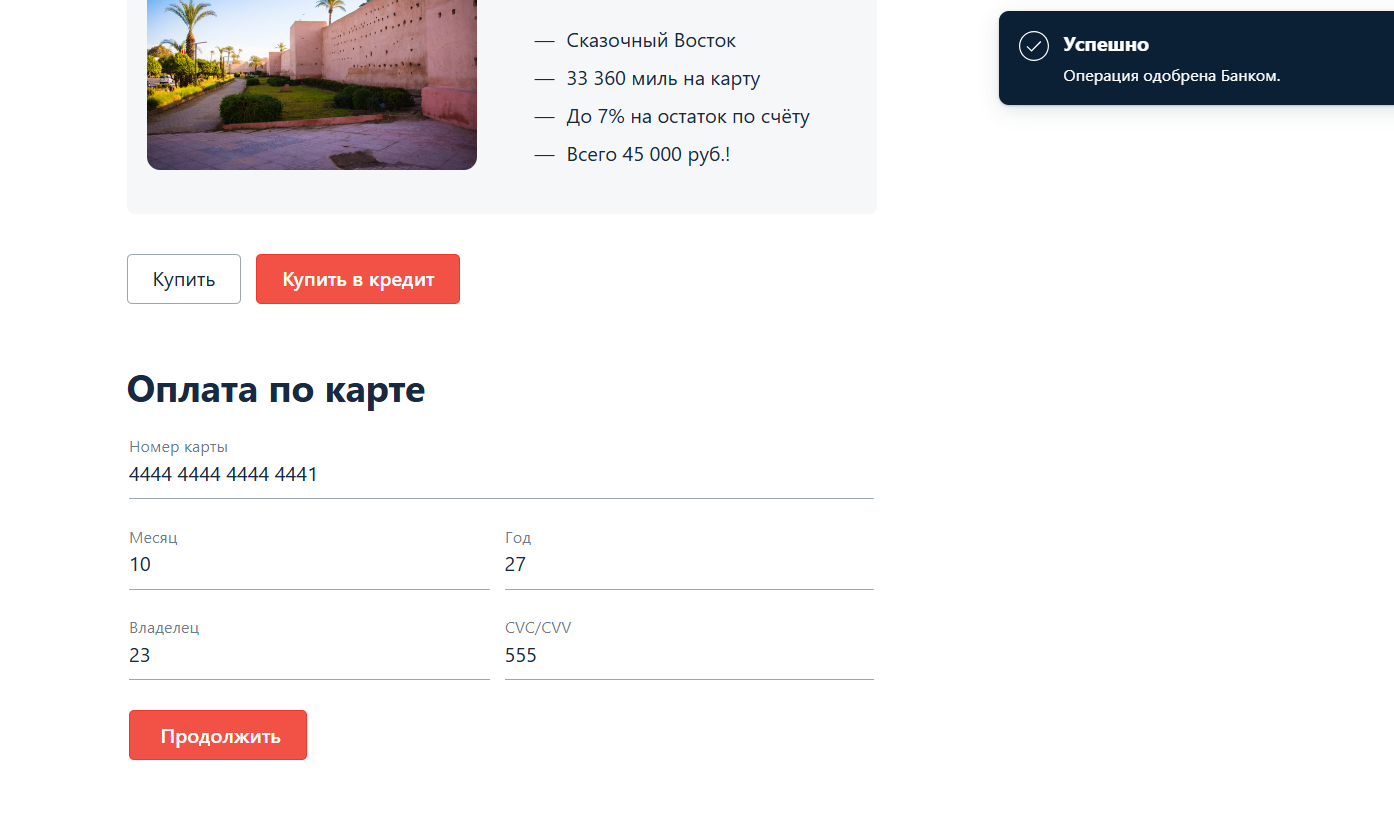 — Сказочный Восток
— 33 360 миль на карту
— До 7% на остаток по счёту
— Всего 45 000 руб.!
Успешно
Операция одобрена Банком.
Купить
Купить в кредит
Оплата по карте
Номер карты
4444 4444 4444 4441
Месяц
10
Год
27
Владелец
23
CVC/CVV
555
Продолжить